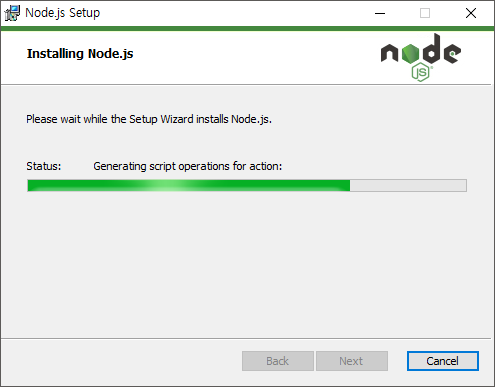 Node.js Setup
Installing Node.js
node
JS
Please wait while the Setup Wizard installs Node.js.
Status: Generating script operations for action:
Back Next Cancel